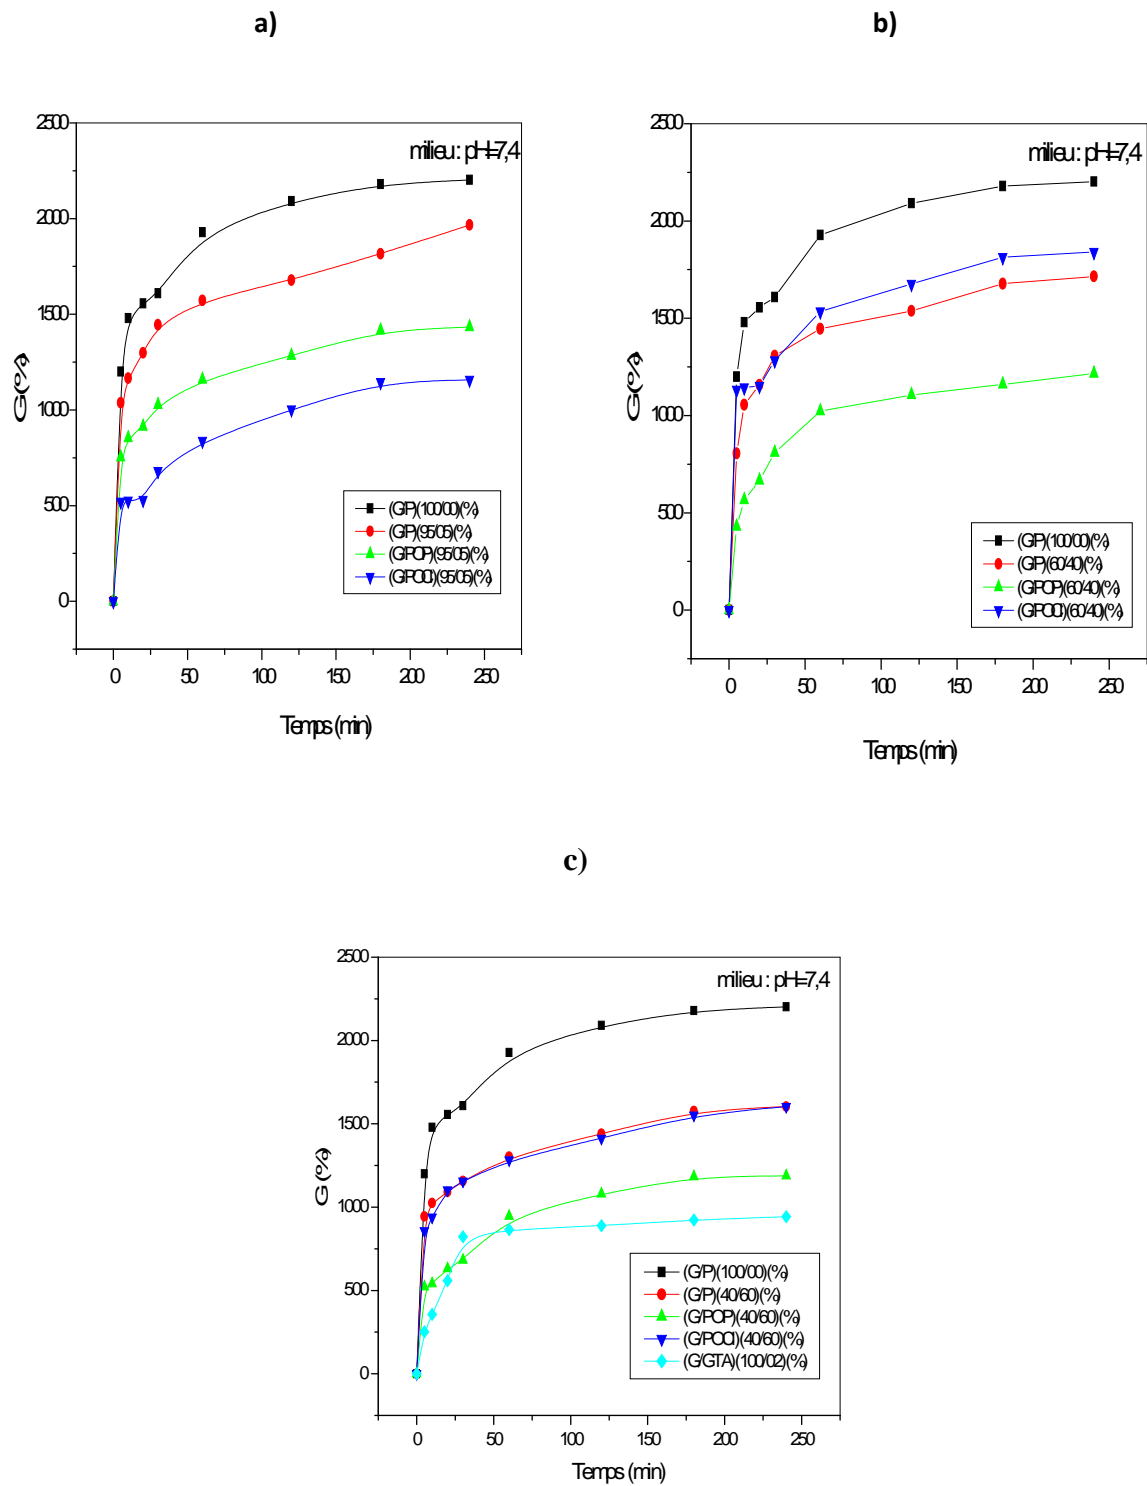 a)
b)
milieu : pH=7,4
G(%)
2500
2000
1500
1000
500
0
(G/P)(100/00)(%)
(G/P)(95/05)(%)
(G/POP)(95/05)(%)
(G/POCl)(95/05)(%)
0 50 100 150 200 250
Temps (min)
milieu : pH=7,4
G(%)
2500
2000
1500
1000
500
0
(G/P)(100/00)(%)
(G/P)(60/40)(%)
(G/POP)(60/40)(%)
(G/POCl)(60/40)(%)
0 50 100 150 200 250
Temps (min)
c)
milieu : pH=7,4
G (%)
2500
2000
1500
1000
500
0
(G/P)(100/00)(%)
(G/P)(40/60)(%)
(G/POP)(40/60)(%)
(G/POCl)(40/60)(%)
(G/GTA)(100/02)(%)
0 50 100 150 200 250
Temps (min)